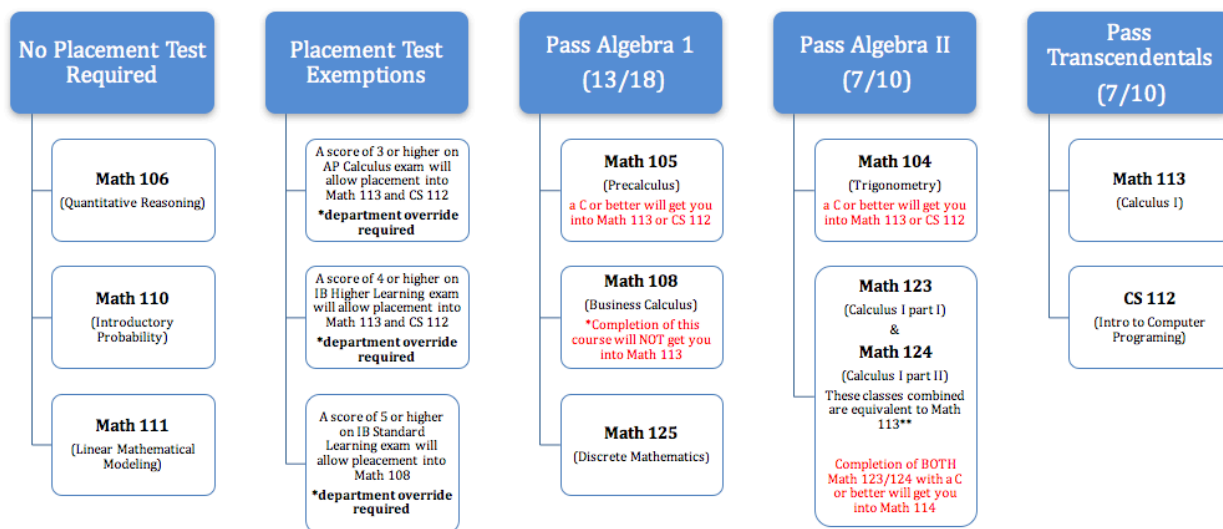 No Placement Test
Required
Math 106
(Quantitative Reasoning)
Math 110
(Introductory
Probability)
Math 111
(Linear Mathematical
Modeling)
Placement Test
Exemptions
A score of 3 or higher on
AP Calculus exam will
allow placement into
Math 113 and CS 112
*department override
required
A score of 4 or higher on
IB Higher Learning exam
will allow placement into
Math 113 and CS 112
*department override
required
A score of 5 or higher
on IB Standard
Learning exam will
allow pleacement into
Math 108
*department override
required
Pass Algebra 1
(13/18)
Math 105
(Precalculus)
a C or better will get you
into Math 113 or CS 112
Math 108
(Business Calculus)
*Completion of this
course will NOT get you
into Math 113
Math 125
(Discrete Mathematics)
Pass Algebra II
(7/10)
Math 104
(Trigonometry)
a C or better will get you
into Math 113 or CS 112
Math 123
(Calculus I part I)
&
Math 124
(Calculus I part II)
These classes combined
are equivalent to Math
113**
Completion of BOTH
Math 123/124 with a C
or better will get you
into Math 114
Pass
Transcendentals
(7/10)
Math 113
(Calculus I)
CS 112
(Intro to Computer
Programing)